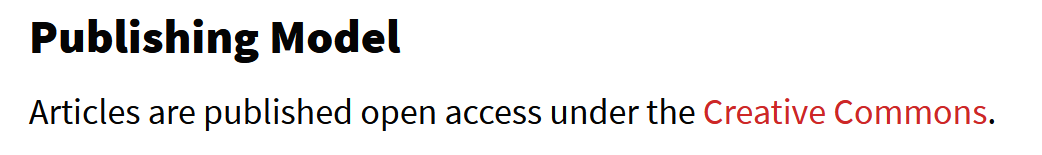 Publishing Model
Articles are published open access under the Creative Commons.